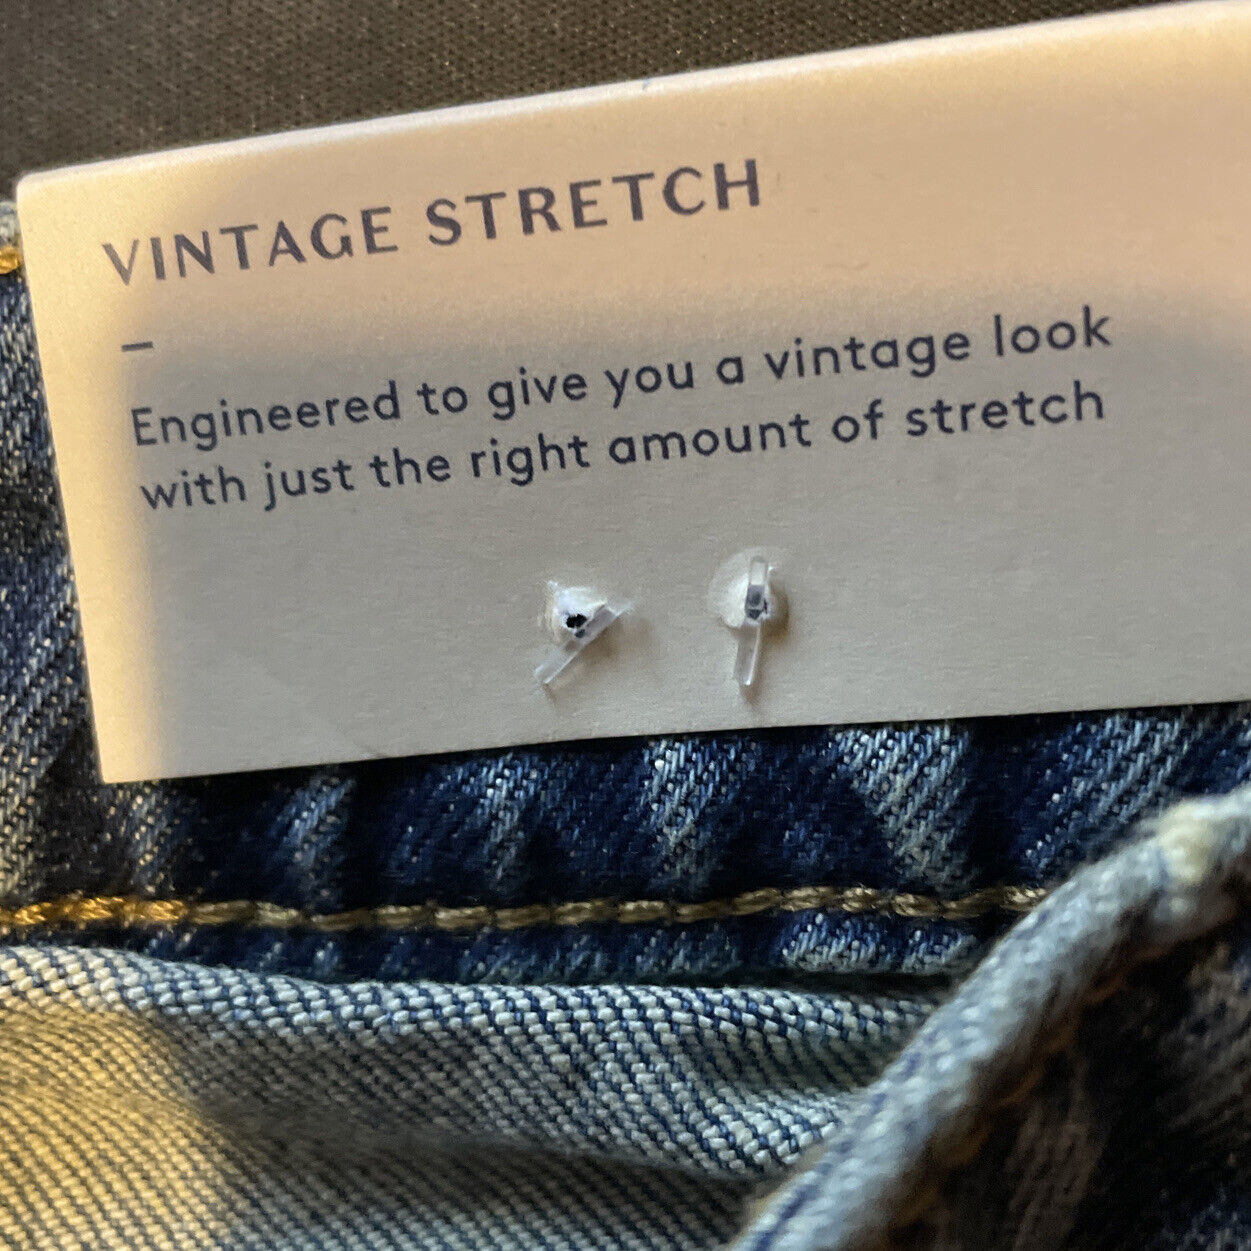 VINTAGE STRETCH
–
Engineered to give you a vintage look
with just the right amount of stretch